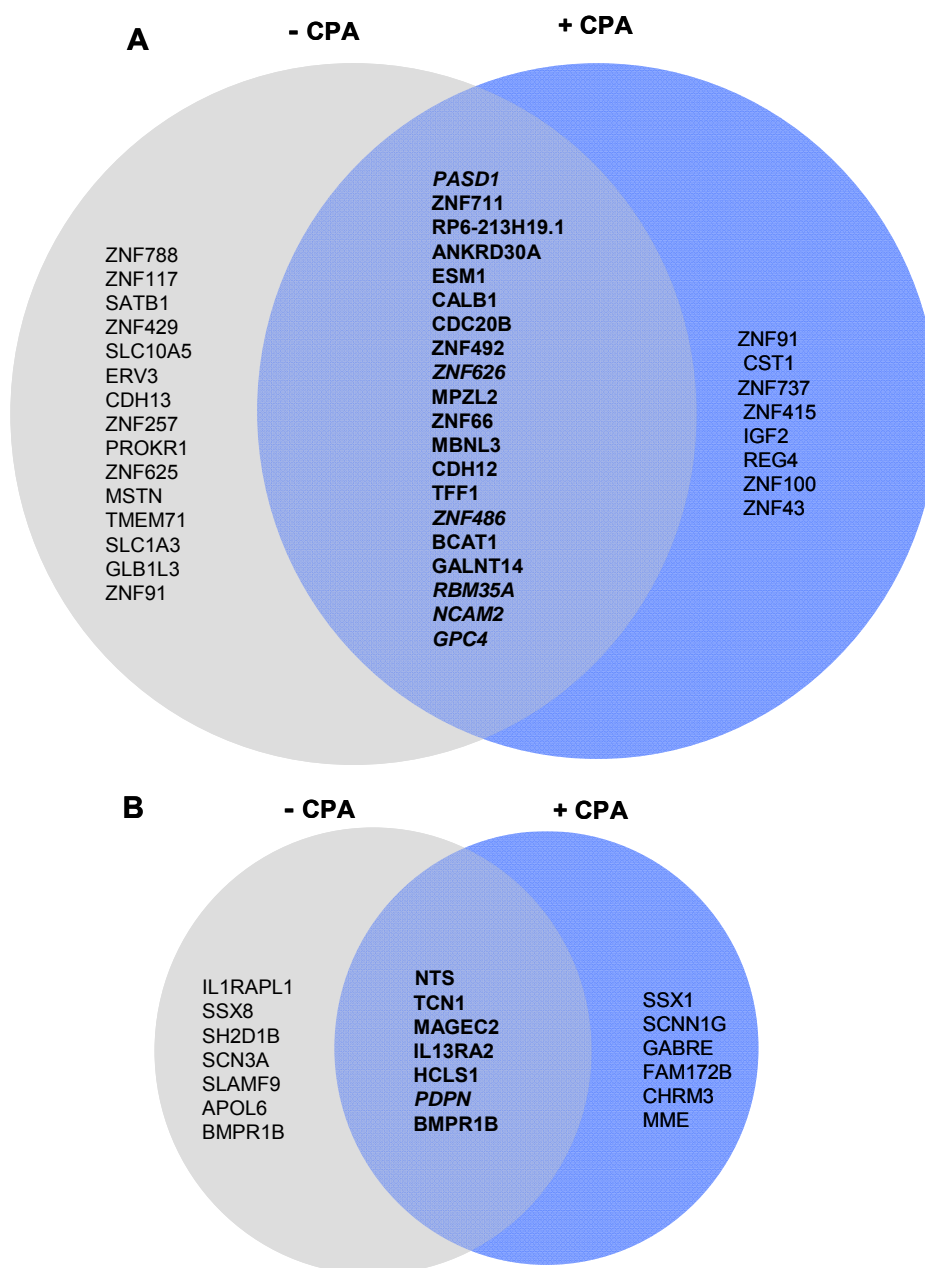 A
- CPA
+ CPA
ZNF788
ZNF117
SATB1
ZNF429
SLC10A5
ERV3
CDH13
ZNF257
PROKR1
ZNF625
MSTN
TMEM71
SLC1A3
GLB1L3
ZNF91
PASD1
ZNF711
RP6-213H19.1
ANKRD30A
ESM1
CALB1
CDC20B
ZNF492
ZNF626
MPZL2
ZNF66
MBNL3
CDH12
TFF1
ZNF486
BCAT1
GALNT14
RBM35A
NCAM2
GPC4
ZNF91
CST1
ZNF737
ZNF415
IGF2
REG4
ZNF100
ZNF43
B
- CPA
+ CPA
IL1RAPL1
SSX8
SH2D1B
SCN3A
SLAMF9
APOL6
BMPR1B
NTS
TCN1
MAGEC2
IL13RA2
HCLS1
PDPN
BMPR1B
SSX1
SCNN1G
GABRE
FAM172B
CHRM3
MME